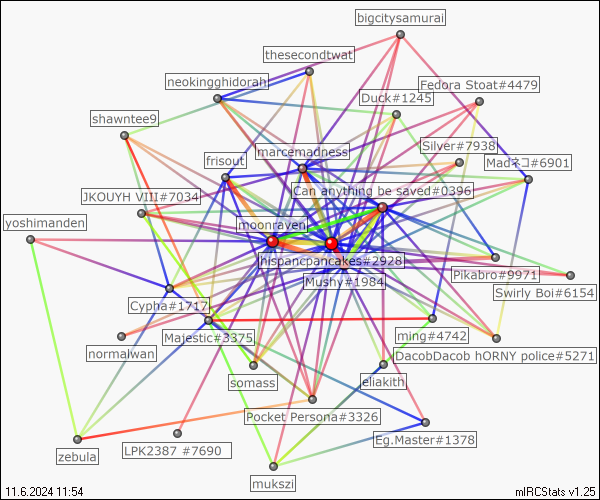 bigcitysamurai
thesecondtwat
neokingghidorah
Fedora Stoat#4479
Duck#1245
shawntee9
Silver#7938
marcemadness
frisout
Madネコ#6901
Can anything be saved#0396
JKOUYH VIII#7034
yoshimanden
moonraven
hispancpancakes#2928
Pikabro#9971
Mushy#1984
Swirly Boi#6154
Cypha#1717
Majestic#3375
ming#4742
normalwan
DacobDacob hORNY police#5271
somass
eliakith
Pocket Persona#3326
Eg.Master#1378
LPK2387 #7690
zebula
mukszi
11.6.2024 11:54
mIRCStats v1.25